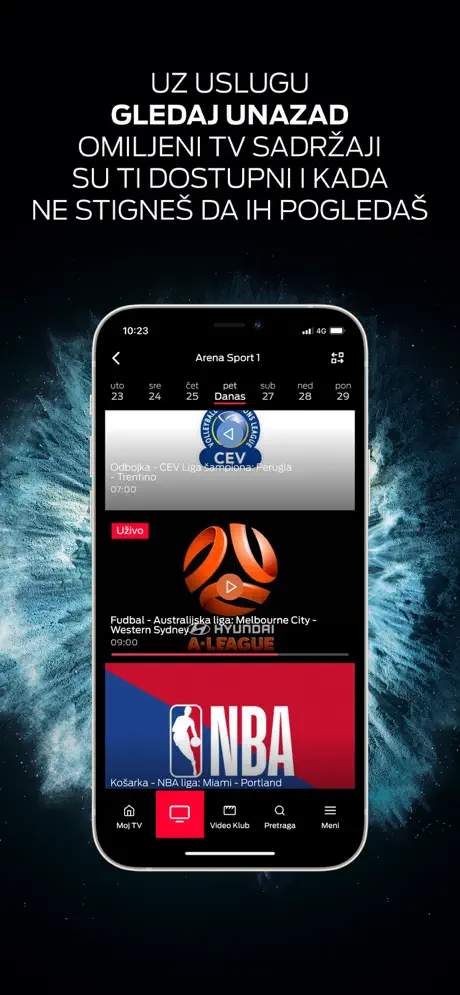 UZ USLUGU
GLEDAJ UNAZAD
OMILJENI TV SADRŽAJI
SU TI DOSTUPNI I KADA
NE STIGNEŠ DA IH POGLEDAŠ
10:23
4G
Arena Sport 1
uto sre čet pet sub ned pon
23 24 25 Danas 27 28 29
CEV
Odbojka - CEV Liga šampiona: Perugia
- Trentino
07:00
Uživo
Fudbal - Australijska liga: Melbourne City -
Western Sydney
HYUNDAI
A-LEAGUE
09:00
NBA
Košarka - NBA liga: Miami - Portland
Moj TV Video Klub Pretraga Meni